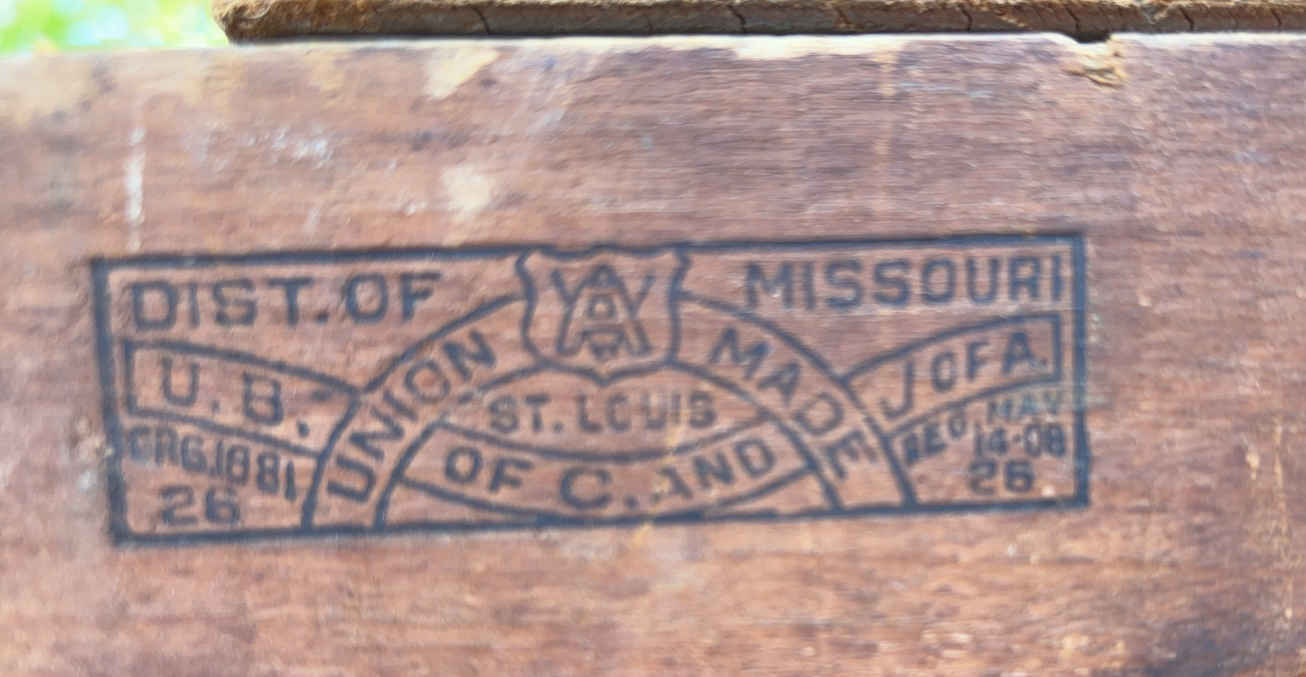 DIST. OF MISSOURI
UNION MADE
U. B. OF C. AND J OF A.
ST. LOUIS
ORG. 1881
26
REG. MAY
14-08
26